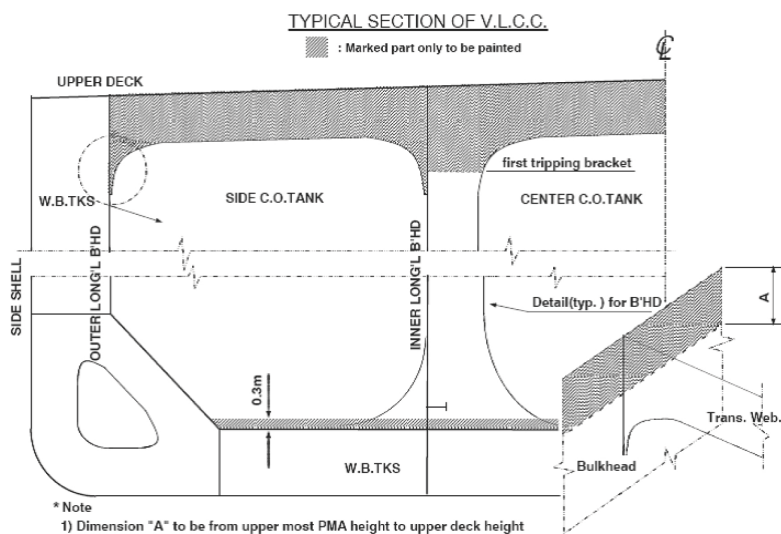 TYPICAL SECTION OF V.L.C.C.
: Marked part only to be painted
℄
UPPER DECK
first tripping bracket
W.B.TKS
SIDE C.O.TANK
CENTER C.O.TANK
SIDE SHELL
OUTER LONG'L B'HD
INNER LONG'L B'HD
A
Detail(typ. ) for B'HD
0.3m
Trans. Web.
W.B.TKS
Bulkhead
* Note
1) Dimension "A" to be from upper most PMA height to upper deck height